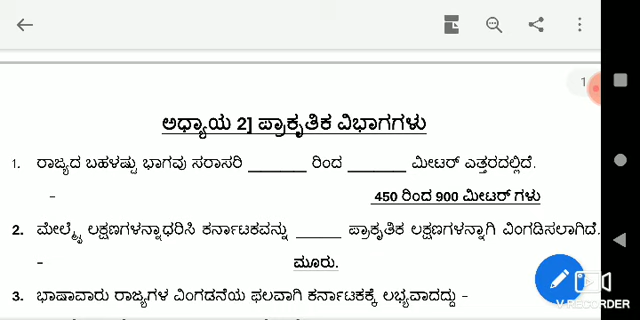 1
ಅಧ್ಯಾಯ 2] ಪ್ರಾಕೃತಿಕ ವಿಭಾಗಗಳು
1. ರಾಜ್ಯದ ಬಹಳಷ್ಟು ಭಾಗವು ಸರಾಸರಿ ______ ರಿಂದ ______ ಮೀಟರ್ ಎತ್ತರದಲ್ಲಿದೆ.
- 450 ರಿಂದ 900 ಮೀಟರ್ ಗಳು
2. ಮೇಲ್ಮೈ ಲಕ್ಷಣಗಳನ್ನಾಧರಿಸಿ ಕರ್ನಾಟಕವನ್ನು _____ ಪ್ರಾಕೃತಿಕ ಲಕ್ಷಣಗಳನ್ನಾಗಿ ವಿಂಗಡಿಸಲಾಗಿದೆ.
- ಮೂರು.
3. ಭಾಷಾವಾರು ರಾಜ್ಯಗಳ ವಿಂಗಡನೆಯ ಫಲವಾಗಿ ಕರ್ನಾಟಕಕ್ಕೆ ಲಭ್ಯವಾದದ್ದು -
V RECORDER